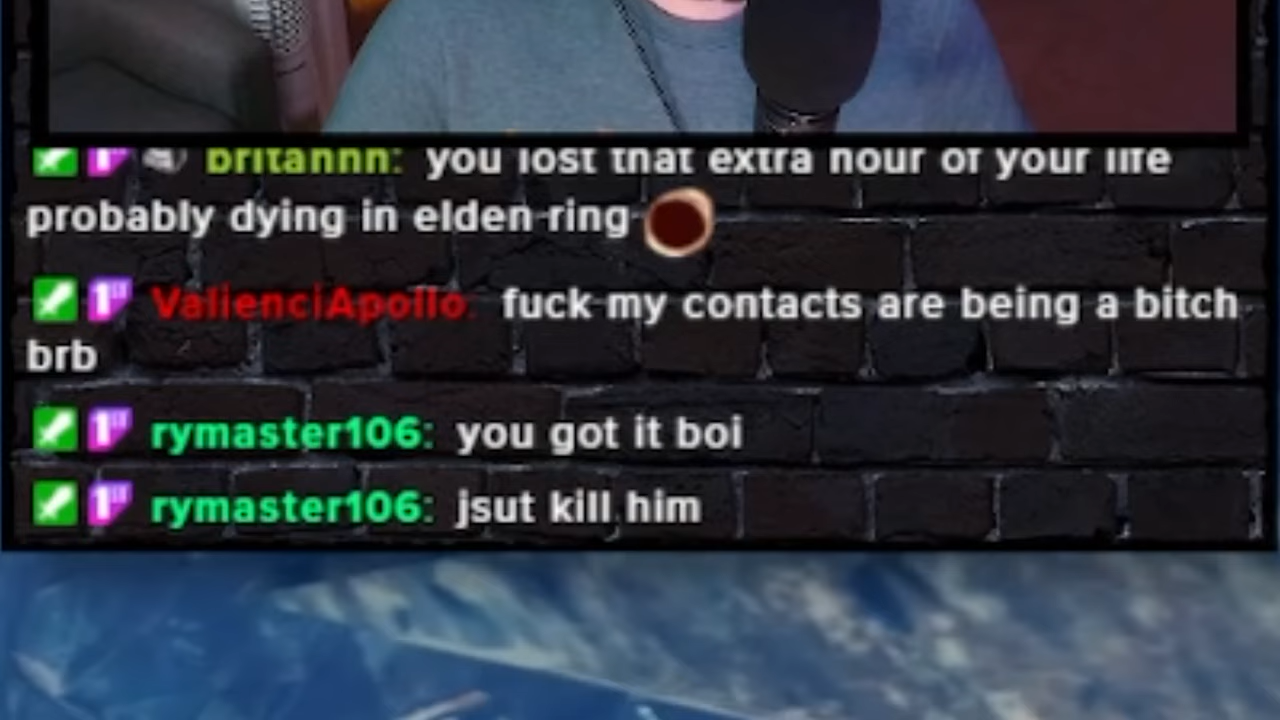 britannn: you lost that extra hour of your life
probably dying in elden ring
ValienciApollo: fuck my contacts are being a bitch
brb
rymaster106: you got it boi
rymaster106: jsut kill him